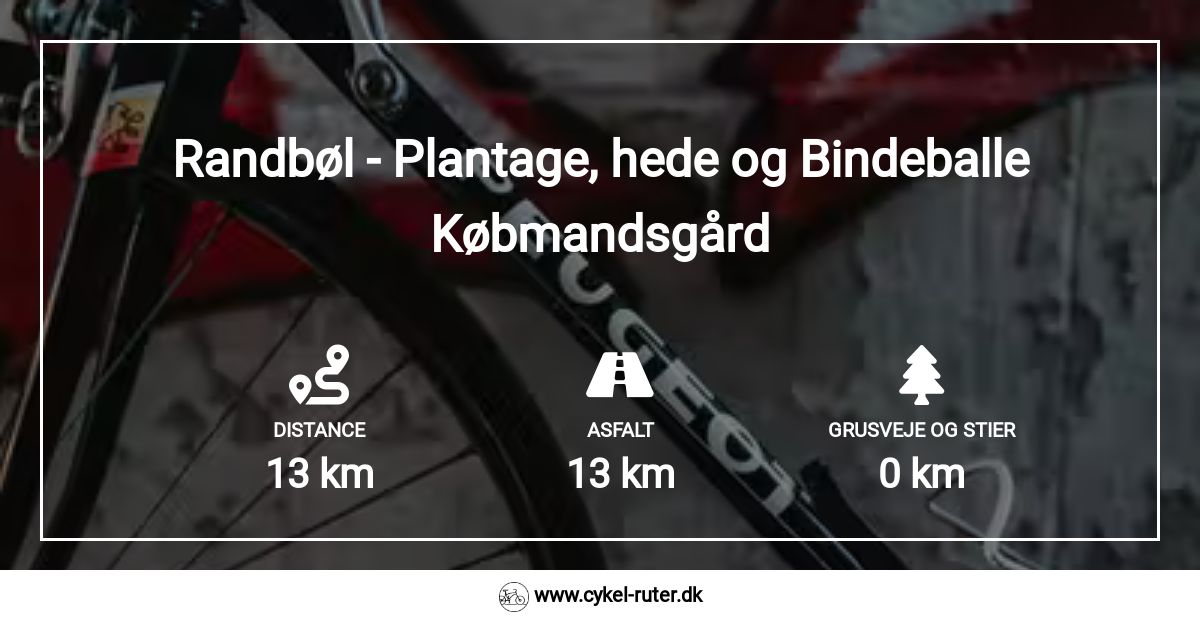 Randbøl - Plantage, hede og Bindeballe
Købmandsgård
PEUGEOT
DISTANCE
ASFALT
GRUSVEJE OG STIER
13 km
13 km
0 km
www.cykel-ruter.dk